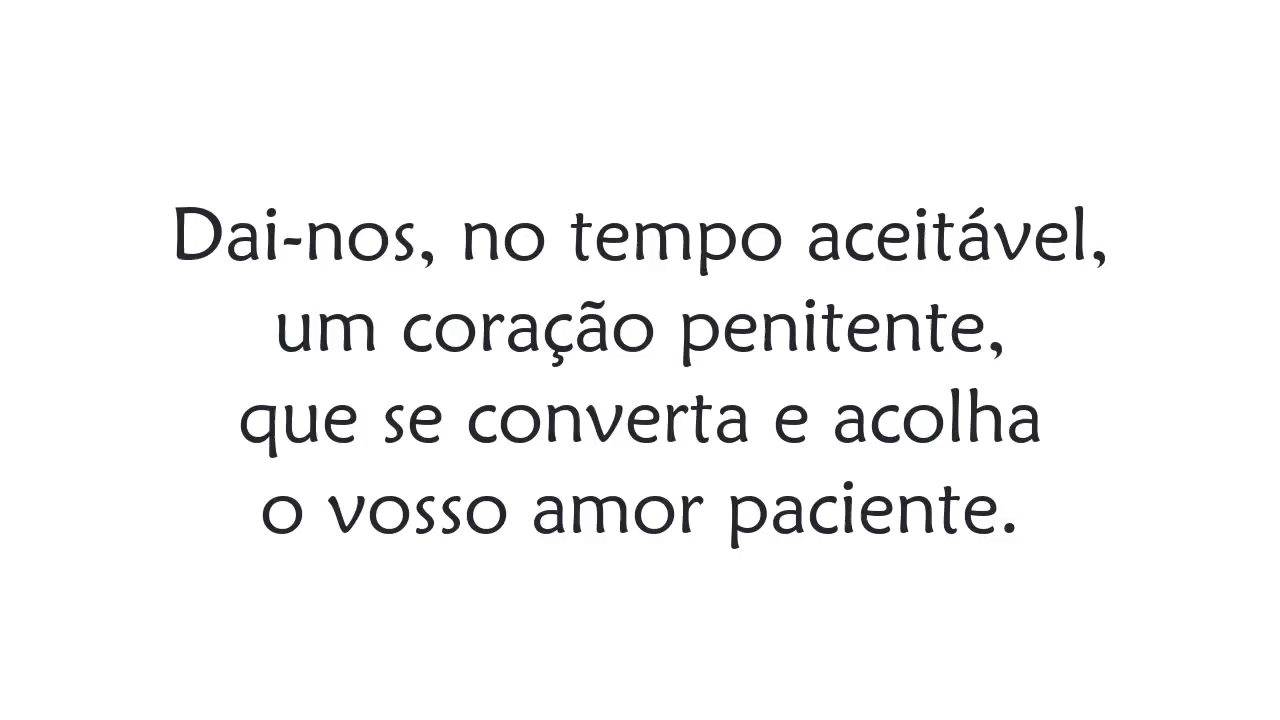 Dai-nos, no tempo aceitável,
um coração penitente,
que se converta e acolha
o vosso amor paciente.